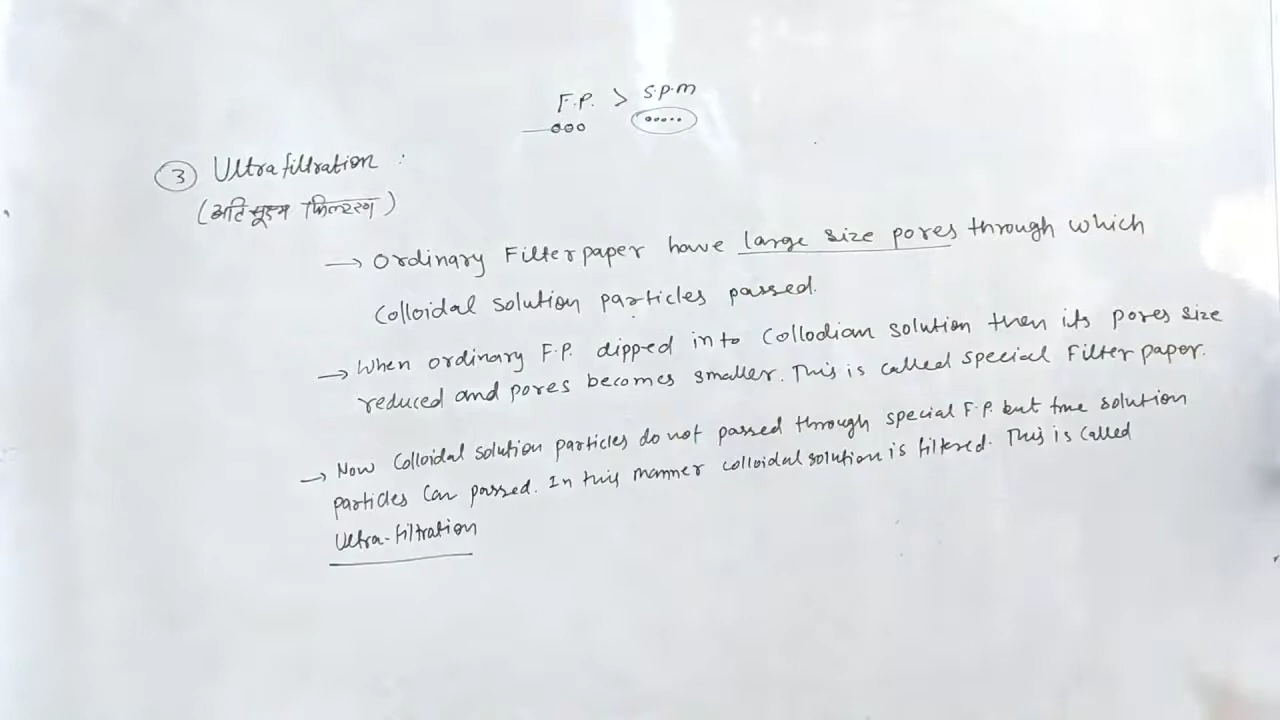 F.P. > S.P.M
③ Ultrafiltration :
(अति सूक्ष्म फिल्टरण)
→ Ordinary Filter paper have large size pores through which
Colloidal solution particles passed.
→ When ordinary F.P. dipped into Collodian solution then its pores size
reduced and pores becomes smaller. This is called special Filter paper.
→ Now Colloidal solution particles do not passed through special F.P. but true solution
particles can passed. In this manner colloidal solution is filtered. This is called
Ultra-filtration